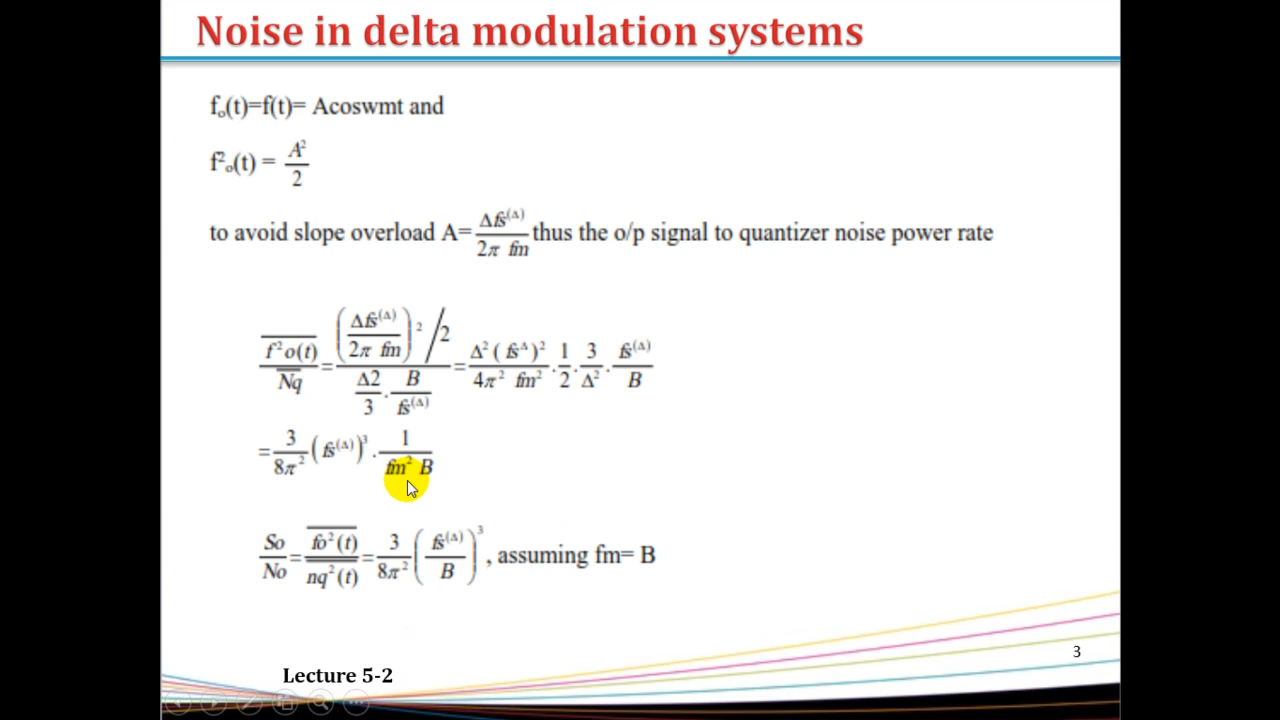 Noise in delta modulation systems
fₒ(t)=f(t)= Acoswmt and
f²ₒ(t) = A²/2
to avoid slope overload A= Δfs⁽Δ⁾/2π fm thus the o/p signal to quantizer noise power rate
f²o(t)/Nq = (Δfs⁽Δ⁾/2π fm)²/2 / Δ2/3 · B/fs⁽Δ⁾ = Δ²(fsΔ)²/4π² fm² · 1/2 · 3/Δ² · fs⁽Δ⁾/B
= 3/8π² (fs⁽Δ⁾)³ · 1/fm² B
So/No = fo²(t)/nq²(t) = 3/8π² (fs⁽Δ⁾/B)³ , assuming fm= B
3
Lecture 5-2